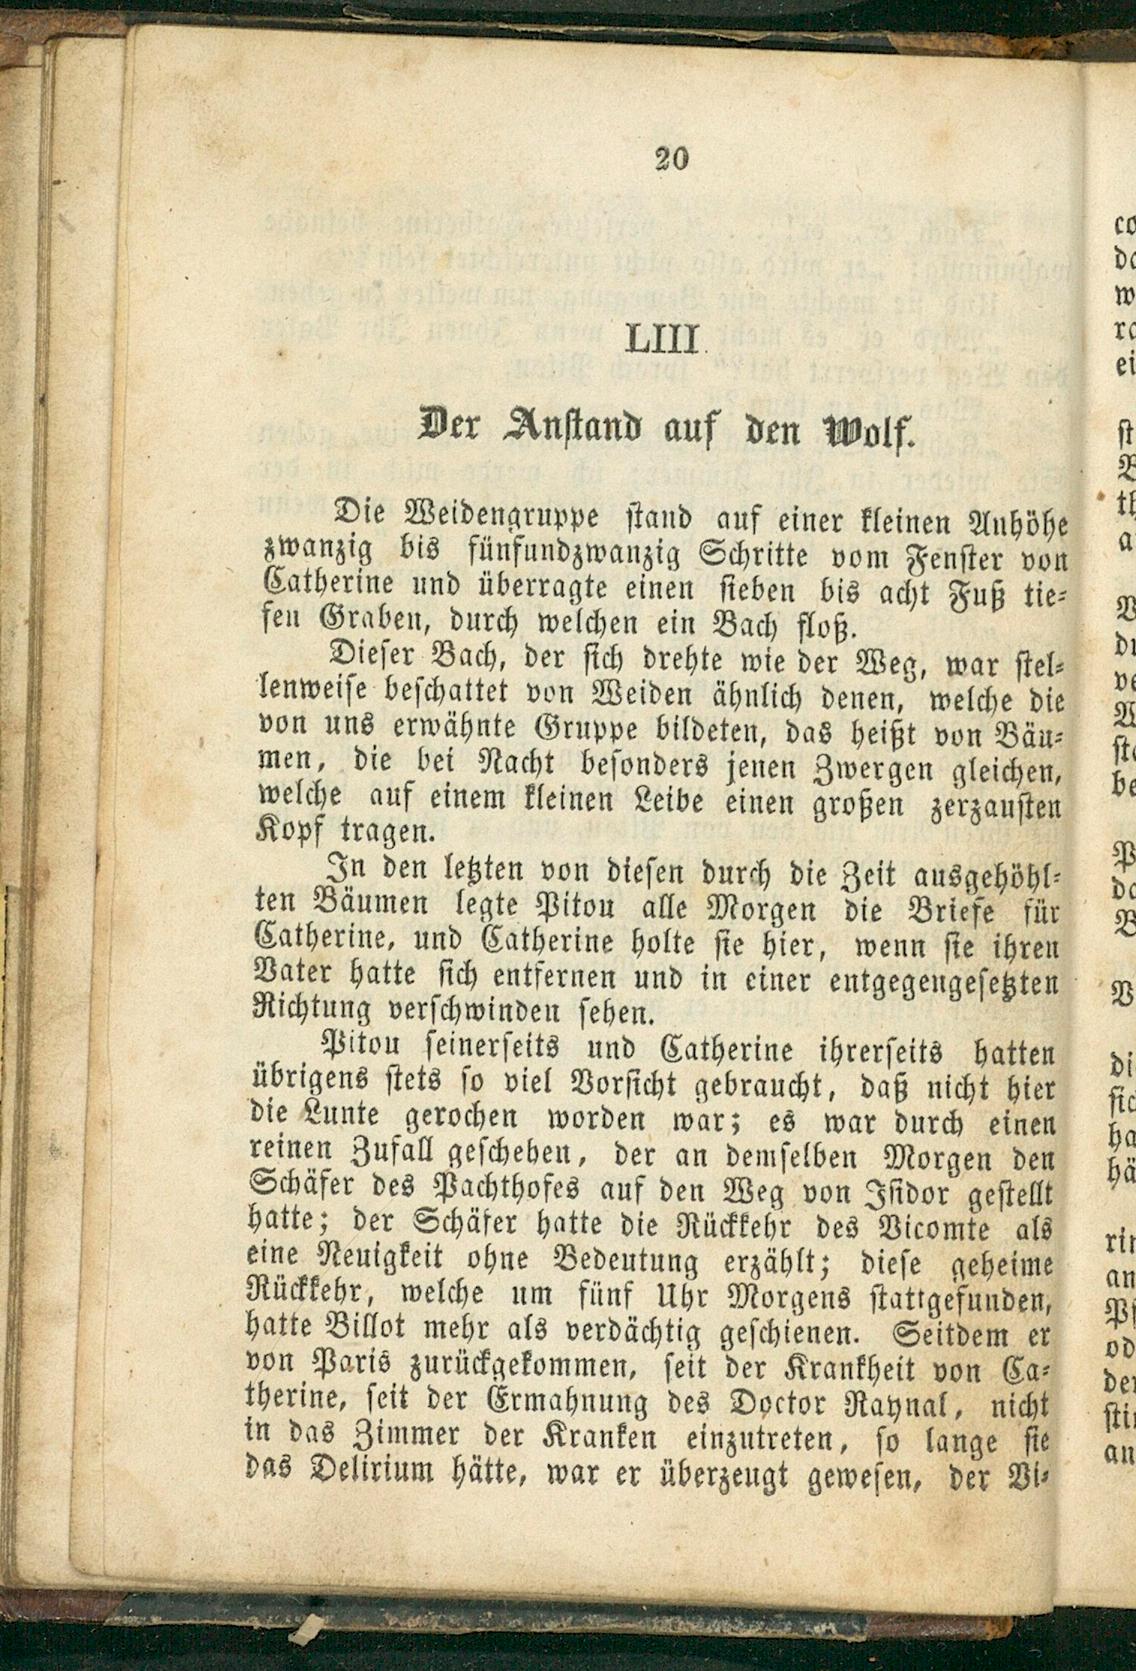 20
LIII.
Der Anstand auf den Wolf.
Die Weidengruppe stand auf einer kleinen Anhöhe
zwanzig bis fünfundzwanzig Schritte vom Fenster von
Catherine und überragte einen sieben bis acht Fuß tie-
fen Graben, durch welchen ein Bach floß.
Dieser Bach, der sich drehte wie der Weg, war stel-
lenweise beschattet von Weiden ähnlich denen, welche die
von uns erwähnte Gruppe bildeten, das heißt von Bäu-
men, die bei Nacht besonders jenen Zwergen gleichen,
welche auf einem kleinen Leibe einen großen zerzausten
Kopf tragen.
In den letzten von diesen durch die Zeit ausgehöhl-
ten Bäumen legte Pitou alle Morgen die Briefe für
Catherine, und Catherine holte sie hier, wenn sie ihren
Vater hatte sich entfernen und in einer entgegengesetzten
Richtung verschwinden sehen.
Pitou seinerseits und Catherine ihrerseits hatten
übrigens stets so viel Vorsicht gebraucht, daß nicht hier
die Lunte gerochen worden war; es war durch einen
reinen Zufall geschehen, der an demselben Morgen den
Schäfer des Pachthofes auf den Weg von Isidor gestellt
hatte; der Schäfer hatte die Rückkehr des Vicomte als
eine Neuigkeit ohne Bedeutung erzählt; diese geheime
Rückkehr, welche um fünf Uhr Morgens stattgefunden,
hatte Billot mehr als verdächtig geschienen. Seitdem er
von Paris zurückgekommen, seit der Krankheit von Ca-
therine, seit der Ermahnung des Doctor Raynal, nicht
in das Zimmer der Kranken einzutreten, so lange sie
das Delirium hätte, war er überzeugt gewesen, der Vi-